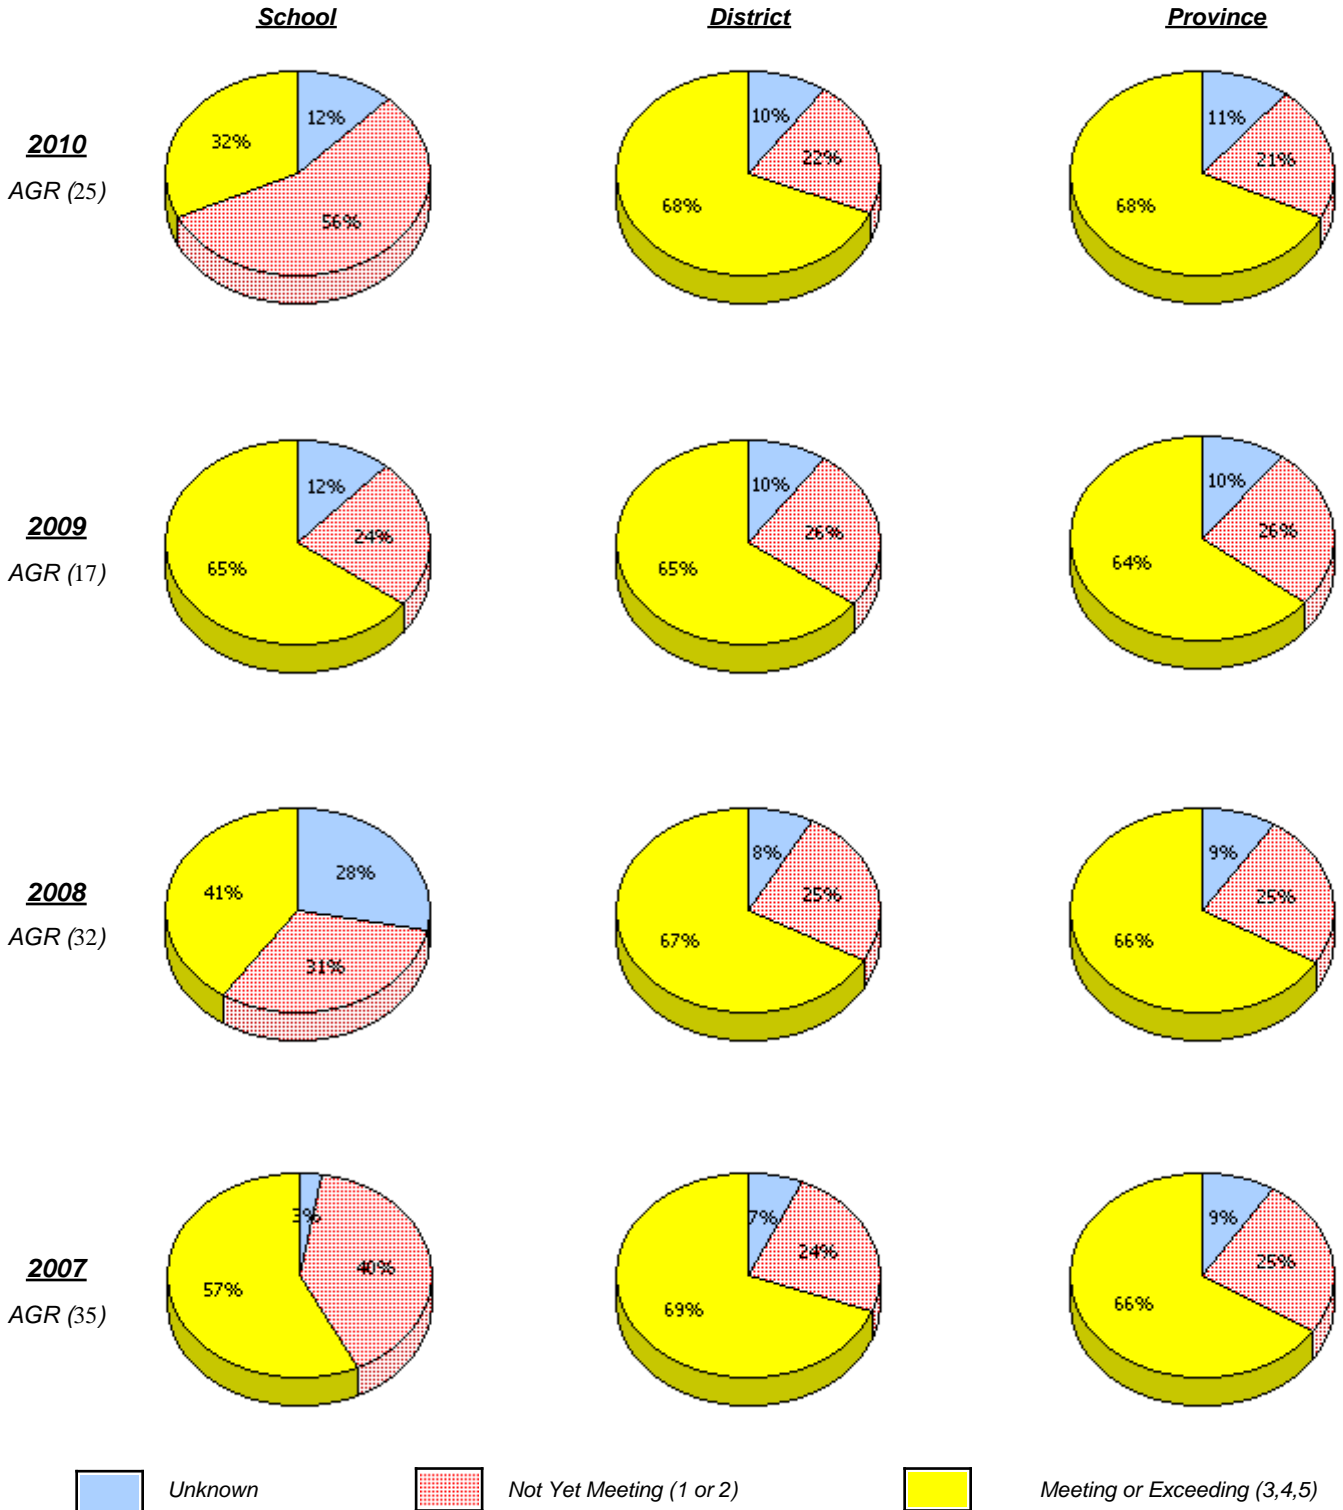 School District Province
2010
AGR (25)
32% 12% 56%
68% 10% 22%
68% 11% 21%
2009
AGR (17)
65% 12% 24%
65% 10% 26%
64% 10% 26%
2008
AGR (32)
41% 28% 31%
67% 8% 25%
66% 9% 25%
2007
AGR (35)
57% 3% 40%
69% 7% 24%
66% 9% 25%
Unknown Not Yet Meeting (1 or 2) Meeting or Exceeding (3,4,5)